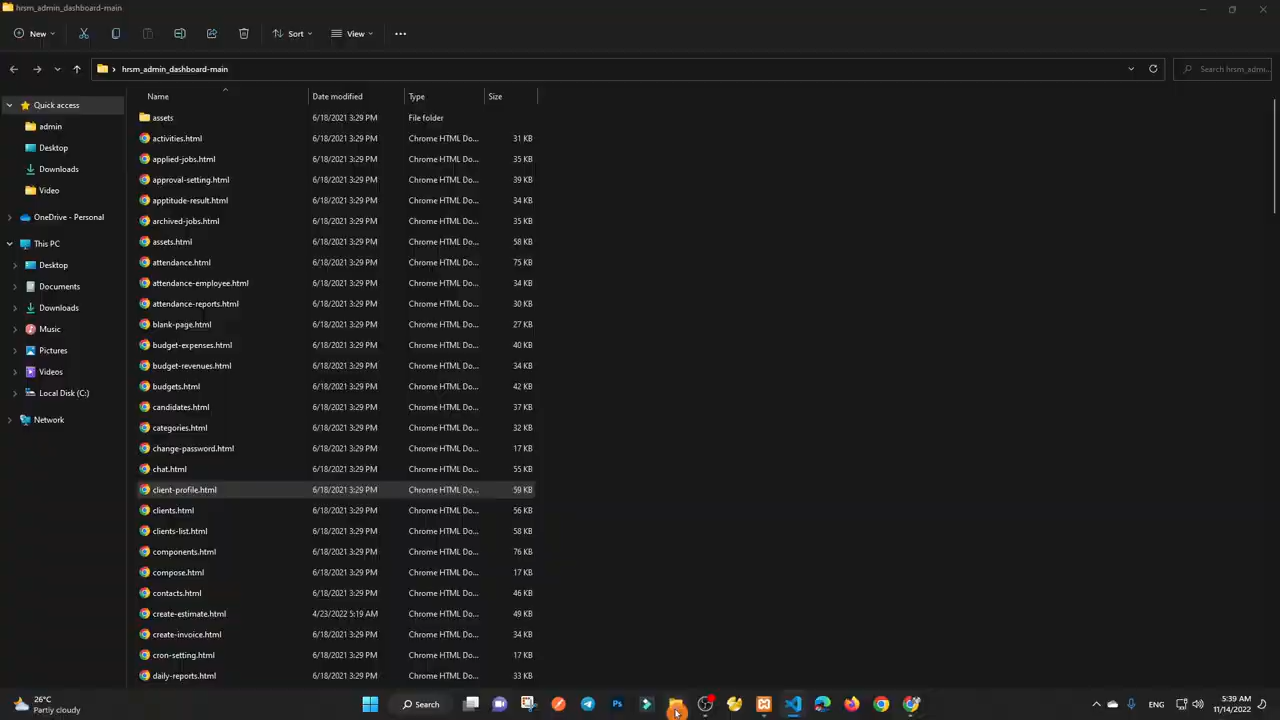 hrsm_admin_dashboard-main
New
Sort
View
hrsm_admin_dashboard-main
Search hrsm_adm...
Name Date modified Type Size
Quick access
admin
Desktop
Downloads
Video
OneDrive - Personal
This PC
Desktop
Documents
Downloads
Music
Pictures
Videos
Local Disk (C:)
Network
assets 6/18/2021 3:29 PM File folder
activities.html 6/18/2021 3:29 PM Chrome HTML Do... 31 KB
applied-jobs.html 6/18/2021 3:29 PM Chrome HTML Do... 35 KB
approval-setting.html 6/18/2021 3:29 PM Chrome HTML Do... 39 KB
apptitude-result.html 6/18/2021 3:29 PM Chrome HTML Do... 34 KB
archived-jobs.html 6/18/2021 3:29 PM Chrome HTML Do... 35 KB
assets.html 6/18/2021 3:29 PM Chrome HTML Do... 58 KB
attendance.html 6/18/2021 3:29 PM Chrome HTML Do... 75 KB
attendance-employee.html 6/18/2021 3:29 PM Chrome HTML Do... 34 KB
attendance-reports.html 6/18/2021 3:29 PM Chrome HTML Do... 30 KB
blank-page.html 6/18/2021 3:29 PM Chrome HTML Do... 27 KB
budget-expenses.html 6/18/2021 3:29 PM Chrome HTML Do... 40 KB
budget-revenues.html 6/18/2021 3:29 PM Chrome HTML Do... 34 KB
budgets.html 6/18/2021 3:29 PM Chrome HTML Do... 42 KB
candidates.html 6/18/2021 3:29 PM Chrome HTML Do... 37 KB
categories.html 6/18/2021 3:29 PM Chrome HTML Do... 32 KB
change-password.html 6/18/2021 3:29 PM Chrome HTML Do... 17 KB
chat.html 6/18/2021 3:29 PM Chrome HTML Do... 55 KB
client-profile.html 6/18/2021 3:29 PM Chrome HTML Do... 59 KB
clients.html 6/18/2021 3:29 PM Chrome HTML Do... 56 KB
clients-list.html 6/18/2021 3:29 PM Chrome HTML Do... 58 KB
components.html 6/18/2021 3:29 PM Chrome HTML Do... 76 KB
compose.html 6/18/2021 3:29 PM Chrome HTML Do... 17 KB
contacts.html 6/18/2021 3:29 PM Chrome HTML Do... 46 KB
create-estimate.html 4/23/2022 5:19 AM Chrome HTML Do... 49 KB
create-invoice.html 6/18/2021 3:29 PM Chrome HTML Do... 34 KB
cron-setting.html 6/18/2021 3:29 PM Chrome HTML Do... 17 KB
daily-reports.html 6/18/2021 3:29 PM Chrome HTML Do... 33 KB
26°C
Partly cloudy
Search
Ps
ENG
5:39 AM
11/14/2022